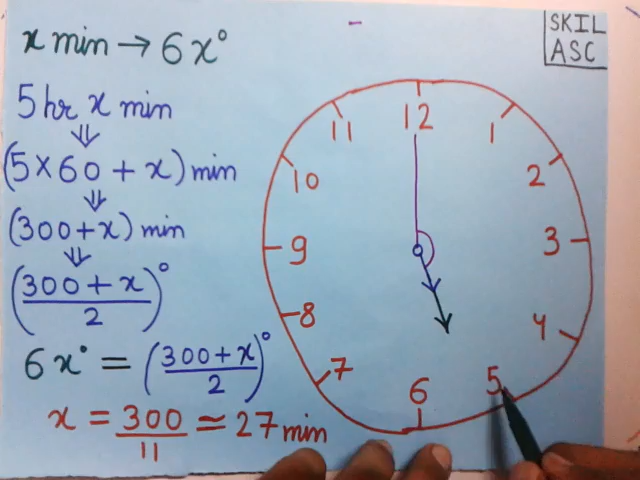 x min → 6x°
SKIL
ASC
5 hr x min
⇓
(5×60 + x) min
⇓
(300+x) min
⇓
(300 + x / 2)°
6x° = (300+x / 2)°
x = 300 / 11 ≃ 27 min
12
11
1
10
2
9
3
8
4
7
5
6